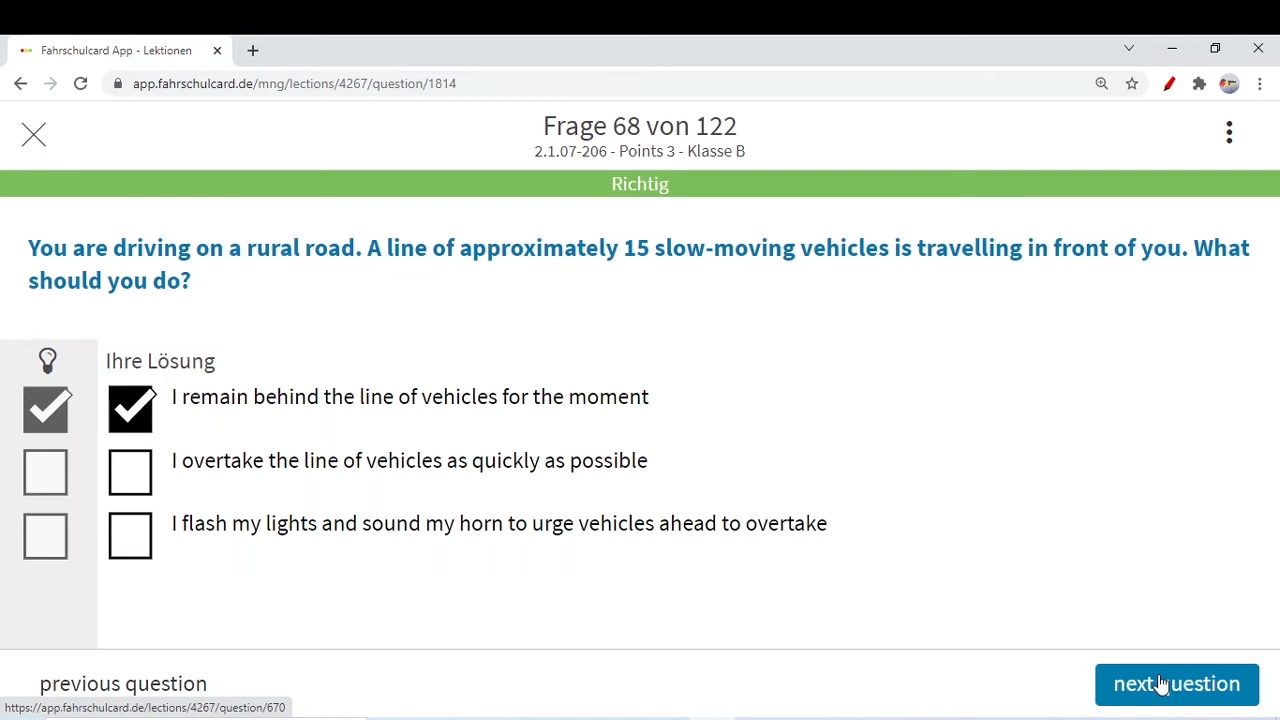 Fahrschulcard App - Lektionen
app.fahrschulcard.de/mng/lections/4267/question/1814
Frage 68 von 122
2.1.07-206 - Points 3 - Klasse B
Richtig
You are driving on a rural road. A line of approximately 15 slow-moving vehicles is travelling in front of you. What
should you do?
Ihre Lösung
I remain behind the line of vehicles for the moment
I overtake the line of vehicles as quickly as possible
I flash my lights and sound my horn to urge vehicles ahead to overtake
previous question
next question
https://app.fahrschulcard.de/lections/4267/question/670